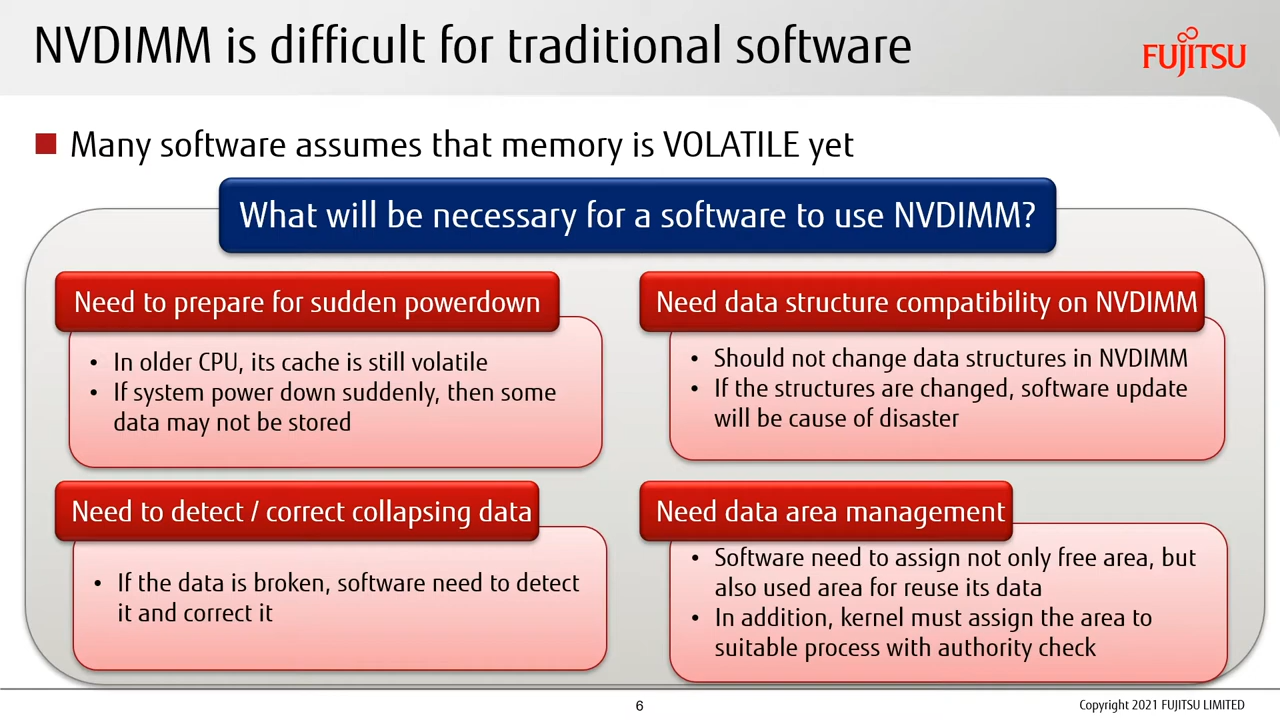 NVDIMM is difficult for traditional software
FUJITSU
■ Many software assumes that memory is VOLATILE yet
What will be necessary for a software to use NVDIMM?
Need to prepare for sudden powerdown
• In older CPU, its cache is still volatile
• If system power down suddenly, then some
data may not be stored
Need data structure compatibility on NVDIMM
• Should not change data structures in NVDIMM
• If the structures are changed, software update
will be cause of disaster
Need to detect / correct collapsing data
• If the data is broken, software need to detect
it and correct it
Need data area management
• Software need to assign not only free area, but
also used area for reuse its data
• In addition, kernel must assign the area to
suitable process with authority check
6
Copyright 2021 FUJITSU LIMITED